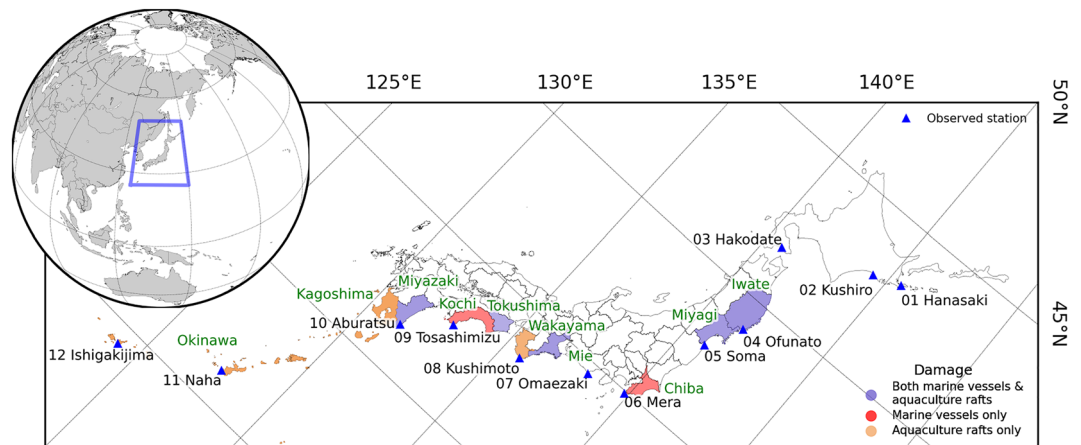 125°E
130°E
135°E
140°E
50°N
Observed station
03 Hakodate
Miyazaki
Iwate
Kagoshima
02 Kushiro
01 Hanasaki
Kochi
Tokushima
Miyagi
10 Aburatsu
Wakayama
45°N
09 Tosashimizu
Okinawa
04 Ofunato
12 Ishigakijima
Mie
05 Soma
08 Kushimoto
11 Naha
07 Omaezaki
Chiba
06 Mera
Damage
Both marine vessels &
aquaculture rafts
Marine vessels only
Aquaculture rafts only